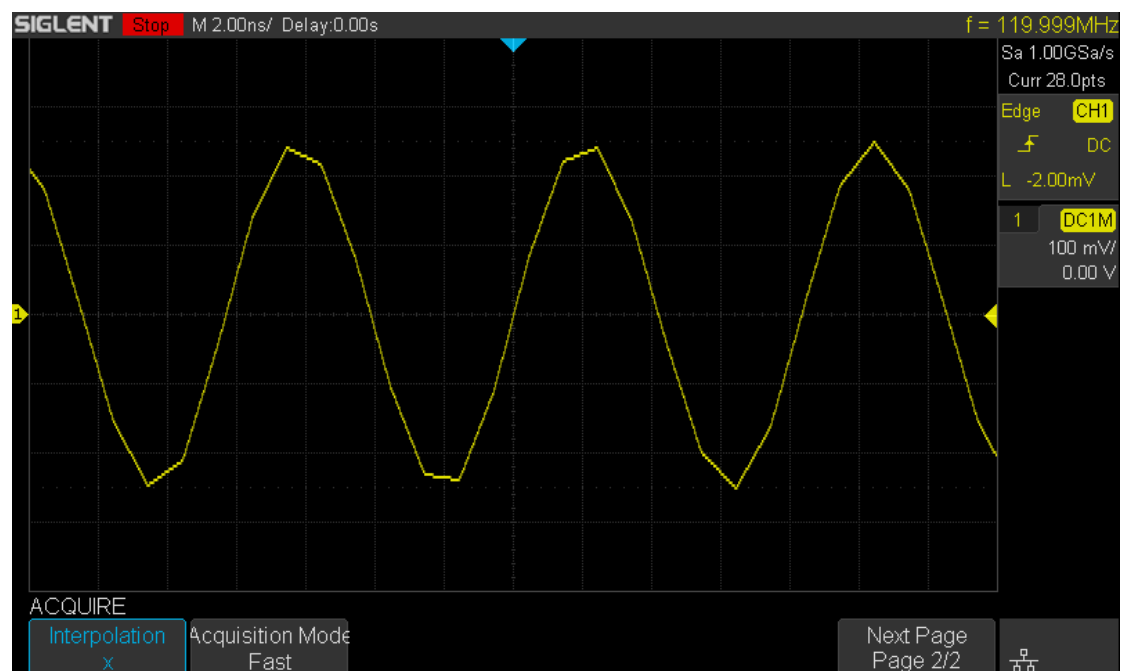 SIGLENT Stop M 2.00ns/ Delay:0.00s f = 119.999MHz
Sa 1.00GSa/s
Curr 28.0pts
Edge CH1
DC
L -2.00mV
1 DC1M
100 mV/
0.00 V
1
ACQUIRE
Interpolation
x
Acquisition Mode
Fast
Next Page
Page 2/2